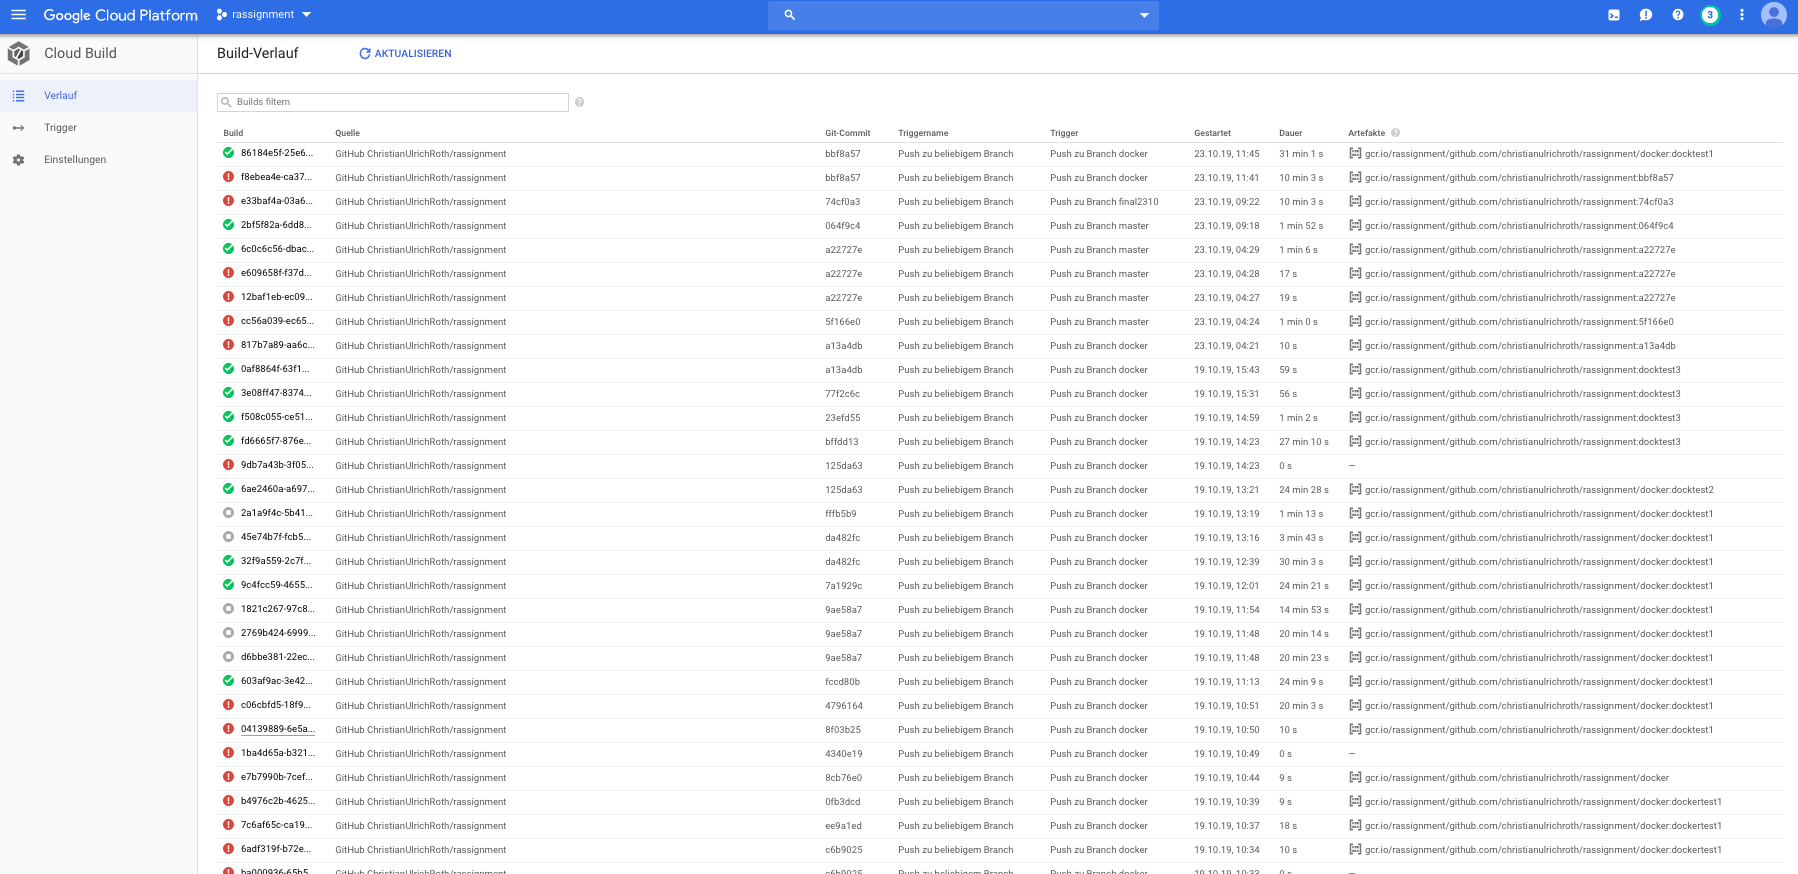 Google Cloud Platform rassignment 3
Cloud Build
Verlauf
Trigger
Einstellungen
Build-Verlauf AKTUALISIEREN
Builds filtern
Build Quelle Git-Commit Triggername Trigger Gestartet Dauer Artefakte
86184e5f-25e6... GitHub ChristianUlrichRoth/rassignment bbf8a57 Push zu beliebigem Branch Push zu Branch docker 23.10.19, 11:45 31 min 1 s gcr.io/rassignment/github.com/christianulrichroth/rassignment/docker:docktest1
f8ebea4e-ca37... GitHub ChristianUlrichRoth/rassignment bbf8a57 Push zu beliebigem Branch Push zu Branch docker 23.10.19, 11:41 10 min 3 s gcr.io/rassignment/github.com/christianulrichroth/rassignment:bbf8a57
e33baf4a-03a6... GitHub ChristianUlrichRoth/rassignment 74cf0a3 Push zu beliebigem Branch Push zu Branch final2310 23.10.19, 09:22 10 min 3 s gcr.io/rassignment/github.com/christianulrichroth/rassignment:74cf0a3
2bf5f82a-6dd8... GitHub ChristianUlrichRoth/rassignment 064f9c4 Push zu beliebigem Branch Push zu Branch master 23.10.19, 09:18 1 min 52 s gcr.io/rassignment/github.com/christianulrichroth/rassignment:064f9c4
6c0c6c56-dbac... GitHub ChristianUlrichRoth/rassignment a22727e Push zu beliebigem Branch Push zu Branch master 23.10.19, 04:29 1 min 6 s gcr.io/rassignment/github.com/christianulrichroth/rassignment:a22727e
e609658f-f37d... GitHub ChristianUlrichRoth/rassignment a22727e Push zu beliebigem Branch Push zu Branch master 23.10.19, 04:28 17 s gcr.io/rassignment/github.com/christianulrichroth/rassignment:a22727e
12baf1eb-ec09... GitHub ChristianUlrichRoth/rassignment a22727e Push zu beliebigem Branch Push zu Branch master 23.10.19, 04:27 19 s gcr.io/rassignment/github.com/christianulrichroth/rassignment:a22727e
cc56a039-ec65... GitHub ChristianUlrichRoth/rassignment 5f166e0 Push zu beliebigem Branch Push zu Branch master 23.10.19, 04:24 1 min 0 s gcr.io/rassignment/github.com/christianulrichroth/rassignment:5f166e0
817b7a89-aa6c... GitHub ChristianUlrichRoth/rassignment a13a4db Push zu beliebigem Branch Push zu Branch docker 23.10.19, 04:21 10 s gcr.io/rassignment/github.com/christianulrichroth/rassignment:a13a4db
0af8864f-63f1... GitHub ChristianUlrichRoth/rassignment a13a4db Push zu beliebigem Branch Push zu Branch docker 19.10.19, 15:43 59 s gcr.io/rassignment/github.com/christianulrichroth/rassignment:docktest3
3e08ff47-8374... GitHub ChristianUlrichRoth/rassignment 77f2c6c Push zu beliebigem Branch Push zu Branch docker 19.10.19, 15:31 56 s gcr.io/rassignment/github.com/christianulrichroth/rassignment:docktest3
f508c055-ce51... GitHub ChristianUlrichRoth/rassignment 23efd55 Push zu beliebigem Branch Push zu Branch docker 19.10.19, 14:59 1 min 2 s gcr.io/rassignment/github.com/christianulrichroth/rassignment:docktest3
fd6665f7-876e... GitHub ChristianUlrichRoth/rassignment bffdd13 Push zu beliebigem Branch Push zu Branch docker 19.10.19, 14:23 27 min 10 s gcr.io/rassignment/github.com/christianulrichroth/rassignment:docktest3
9db7a43b-3f05... GitHub ChristianUlrichRoth/rassignment 125da63 Push zu beliebigem Branch Push zu Branch docker 19.10.19, 14:23 0 s –
6ae2460a-a697... GitHub ChristianUlrichRoth/rassignment 125da63 Push zu beliebigem Branch Push zu Branch docker 19.10.19, 13:21 24 min 28 s gcr.io/rassignment/github.com/christianulrichroth/rassignment/docker:docktest2
2a1a9f4c-5b41... GitHub ChristianUlrichRoth/rassignment fffb5b9 Push zu beliebigem Branch Push zu Branch docker 19.10.19, 13:19 1 min 13 s gcr.io/rassignment/github.com/christianulrichroth/rassignment/docker:docktest1
45e74b7f-fcb5... GitHub ChristianUlrichRoth/rassignment da482fc Push zu beliebigem Branch Push zu Branch docker 19.10.19, 13:16 3 min 43 s gcr.io/rassignment/github.com/christianulrichroth/rassignment/docker:docktest1
32f9a559-2c7f... GitHub ChristianUlrichRoth/rassignment da482fc Push zu beliebigem Branch Push zu Branch docker 19.10.19, 12:39 30 min 3 s gcr.io/rassignment/github.com/christianulrichroth/rassignment/docker:docktest1
9c4fcc59-4655... GitHub ChristianUlrichRoth/rassignment 7a1929c Push zu beliebigem Branch Push zu Branch docker 19.10.19, 12:01 24 min 21 s gcr.io/rassignment/github.com/christianulrichroth/rassignment/docker:docktest1
1821c267-97c8... GitHub ChristianUlrichRoth/rassignment 9ae58a7 Push zu beliebigem Branch Push zu Branch docker 19.10.19, 11:54 14 min 53 s gcr.io/rassignment/github.com/christianulrichroth/rassignment/docker:docktest1
2769b424-6999... GitHub ChristianUlrichRoth/rassignment 9ae58a7 Push zu beliebigem Branch Push zu Branch docker 19.10.19, 11:48 20 min 14 s gcr.io/rassignment/github.com/christianulrichroth/rassignment/docker:docktest1
d6bbe381-22ec... GitHub ChristianUlrichRoth/rassignment 9ae58a7 Push zu beliebigem Branch Push zu Branch docker 19.10.19, 11:48 20 min 23 s gcr.io/rassignment/github.com/christianulrichroth/rassignment/docker:docktest1
603af9ac-3e42... GitHub ChristianUlrichRoth/rassignment fccd80b Push zu beliebigem Branch Push zu Branch docker 19.10.19, 11:13 24 min 9 s gcr.io/rassignment/github.com/christianulrichroth/rassignment/docker:docktest1
c06cbfd5-18f9... GitHub ChristianUlrichRoth/rassignment 4796164 Push zu beliebigem Branch Push zu Branch docker 19.10.19, 10:51 20 min 3 s gcr.io/rassignment/github.com/christianulrichroth/rassignment/docker:docktest1
04139889-6e5a... GitHub ChristianUlrichRoth/rassignment 8f03b25 Push zu beliebigem Branch Push zu Branch docker 19.10.19, 10:50 10 s gcr.io/rassignment/github.com/christianulrichroth/rassignment/docker:docktest1
1ba4d65a-b321... GitHub ChristianUlrichRoth/rassignment 4340e19 Push zu beliebigem Branch Push zu Branch docker 19.10.19, 10:49 0 s –
e7b7990b-7cef... GitHub ChristianUlrichRoth/rassignment 8cb76e0 Push zu beliebigem Branch Push zu Branch docker 19.10.19, 10:44 9 s gcr.io/rassignment/github.com/christianulrichroth/rassignment/docker
b4976c2b-4625... GitHub ChristianUlrichRoth/rassignment 0fb3dcd Push zu beliebigem Branch Push zu Branch docker 19.10.19, 10:39 9 s gcr.io/rassignment/github.com/christianulrichroth/rassignment/docker:dockertest1
7c6af65c-ca19... GitHub ChristianUlrichRoth/rassignment ee9a1ed Push zu beliebigem Branch Push zu Branch docker 19.10.19, 10:37 18 s gcr.io/rassignment/github.com/christianulrichroth/rassignment/docker:dockertest1
6adf319f-b72e... GitHub ChristianUlrichRoth/rassignment c6b9025 Push zu beliebigem Branch Push zu Branch docker 19.10.19, 10:34 10 s gcr.io/rassignment/github.com/christianulrichroth/rassignment/docker:dockertest1
ba000936-65b5... GitHub ChristianUlrichRoth/rassignment c6b9025 Push zu beliebigem Branch Push zu Branch docker 19.10.19, 10:33 0 s –